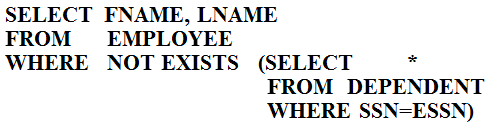 SELECT FNAME, LNAME
FROM EMPLOYEE
WHERE NOT EXISTS (SELECT *
FROM DEPENDENT
WHERE SSN=ESSN)